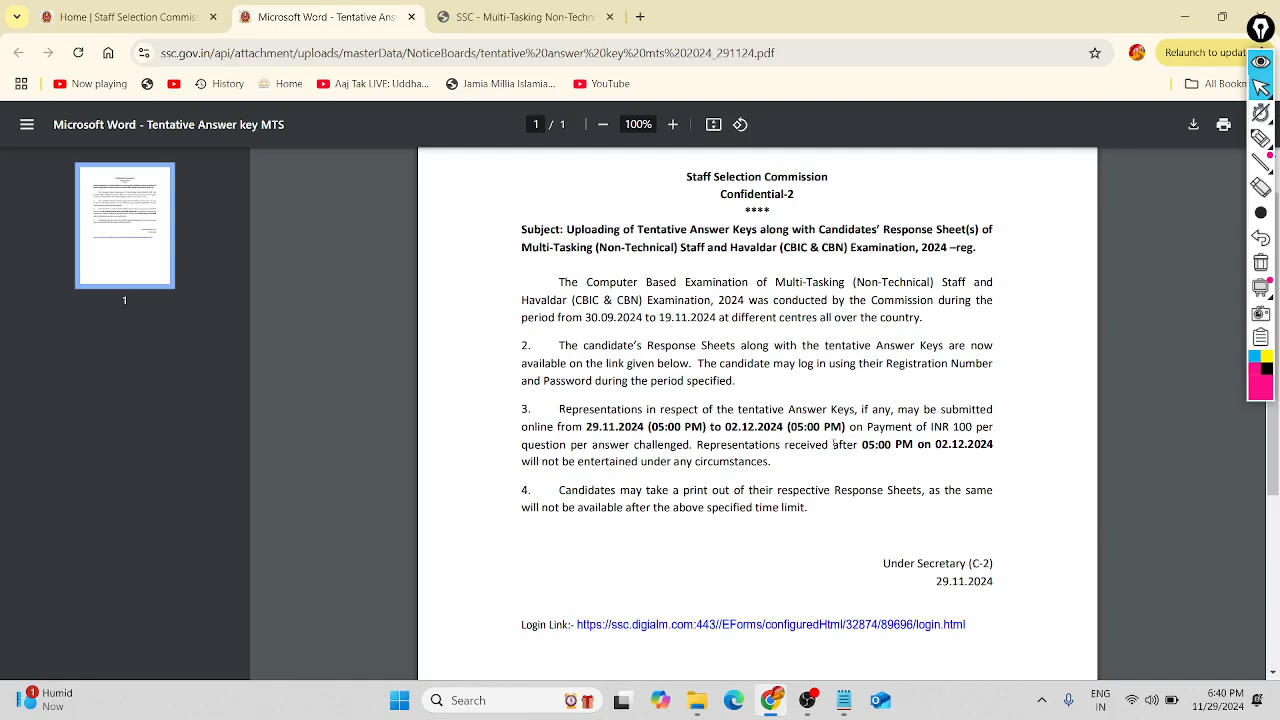 Home | Staff Selection Commis
Microsoft Word - Tentative Ans
SSC - Multi-Tasking Non-Techn
ssc.gov.in/api/attachment/uploads/masterData/NoticeBoards/tentative%20answer%20key%20mts%202024_291124.pdf
Relaunch to updat
Now playing
History
Home
Aaj Tak LIVE: Uddha...
Jamia Millia Islamia...
YouTube
All Bookn
Microsoft Word - Tentative Answer key MTS
1 / 1
100%
1
Staff Selection Commission
Confidential-2
****
Subject: Uploading of Tentative Answer Keys along with Candidates' Response Sheet(s) of
Multi-Tasking (Non-Technical) Staff and Havaldar (CBIC & CBN) Examination, 2024 –reg.
The Computer Based Examination of Multi-Tasking (Non-Technical) Staff and
Havaldar (CBIC & CBN) Examination, 2024 was conducted by the Commission during the
period from 30.09.2024 to 19.11.2024 at different centres all over the country.
2. The candidate's Response Sheets along with the tentative Answer Keys are now
available on the link given below. The candidate may log in using their Registration Number
and Password during the period specified.
3. Representations in respect of the tentative Answer Keys, if any, may be submitted
online from 29.11.2024 (05:00 PM) to 02.12.2024 (05:00 PM) on Payment of INR 100 per
question per answer challenged. Representations received after 05:00 PM on 02.12.2024
will not be entertained under any circumstances.
4. Candidates may take a print out of their respective Response Sheets, as the same
will not be available after the above specified time limit.
Under Secretary (C-2)
29.11.2024
Login Link:- https://ssc.digialm.com:443//EForms/configuredHtml/32874/89696/login.html
1
Humid
Now
Search
ENG
IN
6:40 PM
11/29/2024